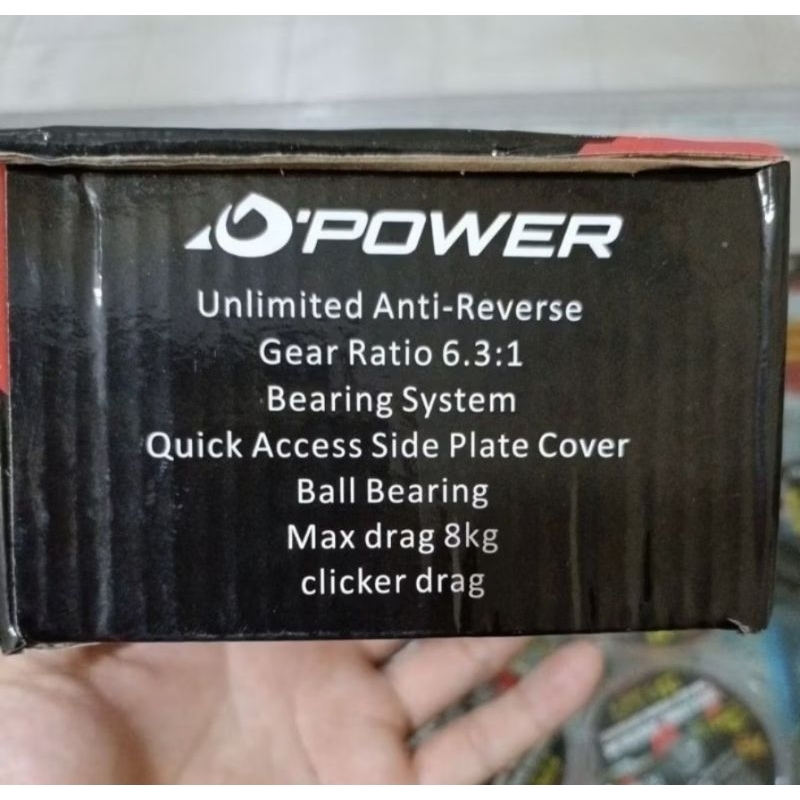 O'POWER
Unlimited Anti-Reverse
Gear Ratio 6.3:1
Bearing System
Quick Access Side Plate Cover
Ball Bearing
Max drag 8kg
clicker drag